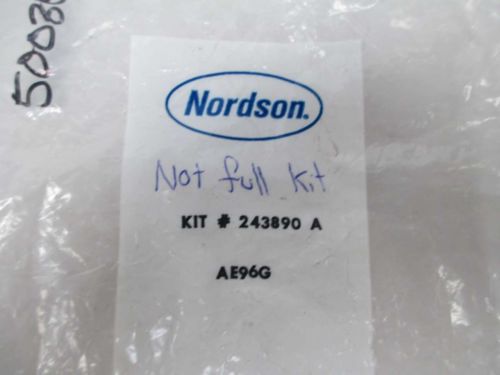 Nordson.
Not full kit
KIT # 243890 A
AE96G